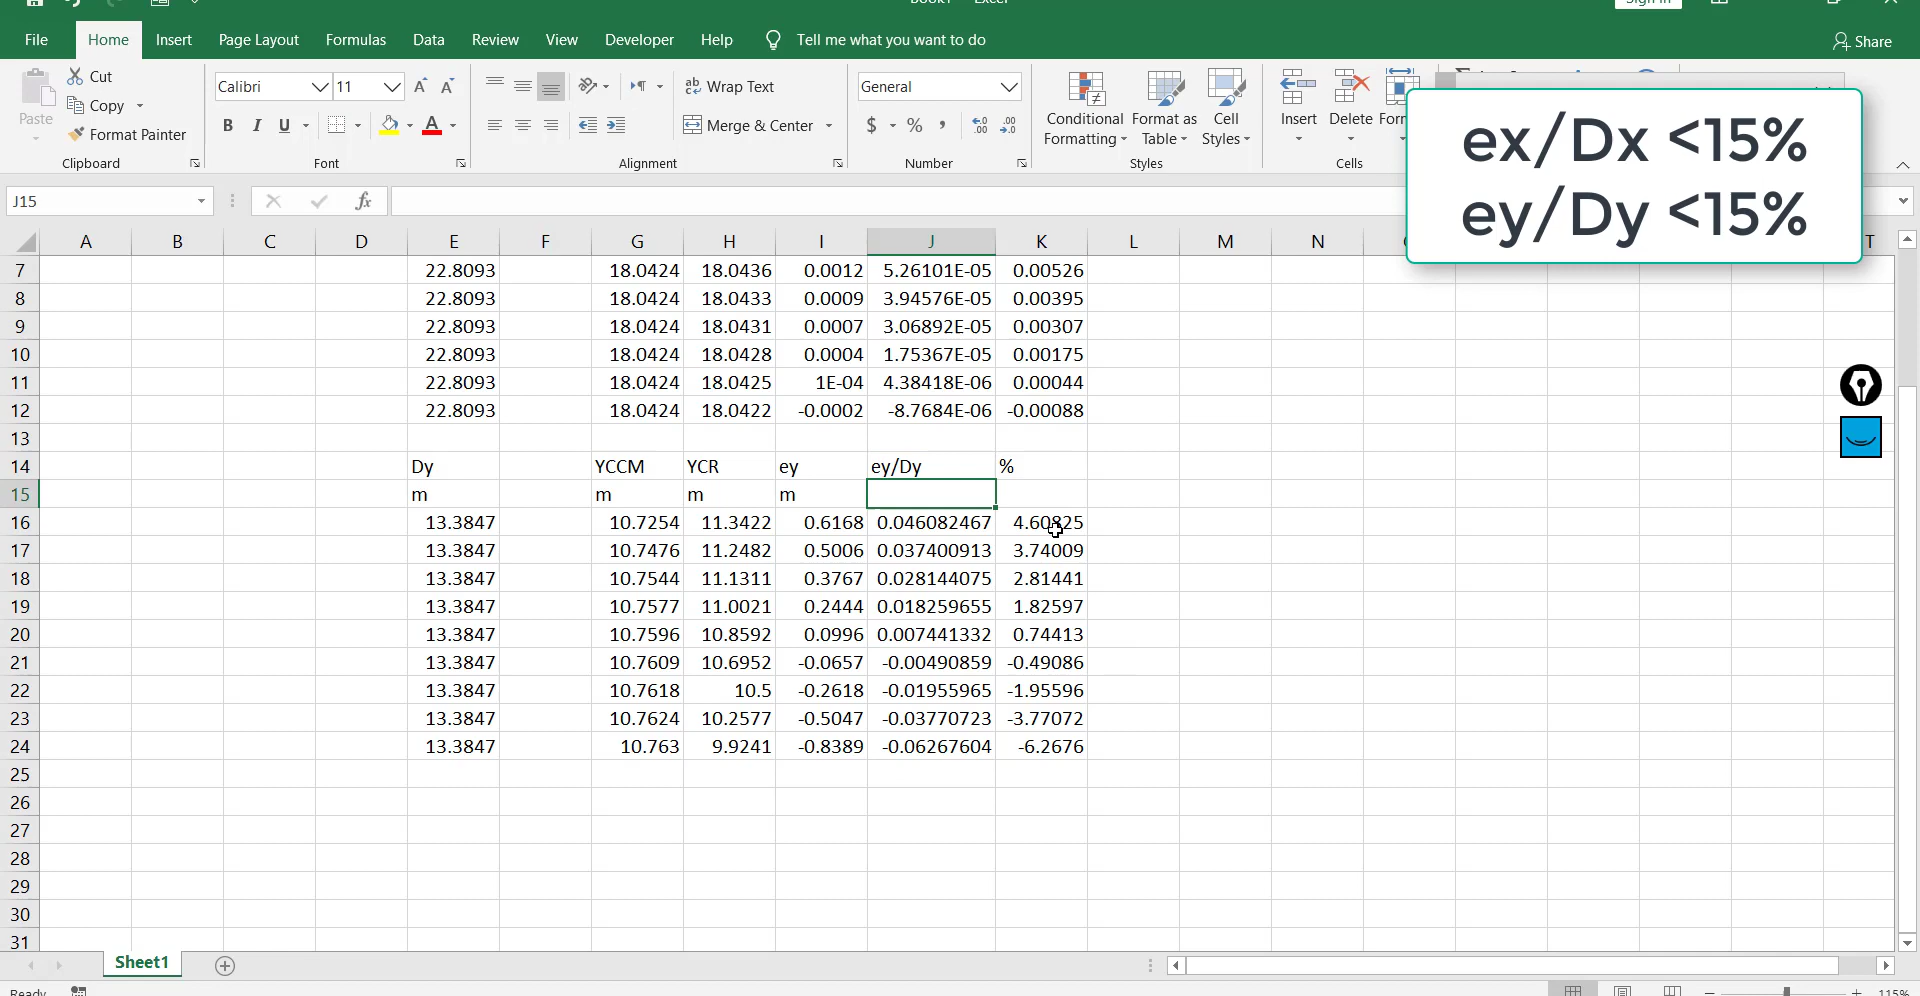 Book1 - Excel
Sign in
File Home Insert Page Layout Formulas Data Review View Developer Help Tell me what you want to do
Share
Paste
Cut
Copy
Format Painter
Clipboard
Calibri 11
B I U
Font
Wrap Text
Merge & Center
Alignment
General
$ % ,
Number
Conditional Formatting
Format as Table
Cell Styles
Styles
Insert Delete
Cells
ex/Dx <15%
ey/Dy <15%
J15
fx
A B C D E F G H I J K L M N T
7 22.8093 18.0424 18.0436 0.0012 5.26101E-05 0.00526
8 22.8093 18.0424 18.0433 0.0009 3.94576E-05 0.00395
9 22.8093 18.0424 18.0431 0.0007 3.06892E-05 0.00307
10 22.8093 18.0424 18.0428 0.0004 1.75367E-05 0.00175
11 22.8093 18.0424 18.0425 1E-04 4.38418E-06 0.00044
12 22.8093 18.0424 18.0422 -0.0002 -8.7684E-06 -0.00088
13
14 Dy YCCM YCR ey ey/Dy %
15 m m m m
16 13.3847 10.7254 11.3422 0.6168 0.046082467 4.60825
17 13.3847 10.7476 11.2482 0.5006 0.037400913 3.74009
18 13.3847 10.7544 11.1311 0.3767 0.028144075 2.81441
19 13.3847 10.7577 11.0021 0.2444 0.018259655 1.82597
20 13.3847 10.7596 10.8592 0.0996 0.007441332 0.74413
21 13.3847 10.7609 10.6952 -0.0657 -0.00490859 -0.49086
22 13.3847 10.7618 10.5 -0.2618 -0.01955965 -1.95596
23 13.3847 10.7624 10.2577 -0.5047 -0.03770723 -3.77072
24 13.3847 10.763 9.9241 -0.8389 -0.06267604 -6.2676
25
26
27
28
29
30
31
Sheet1
Ready
115%